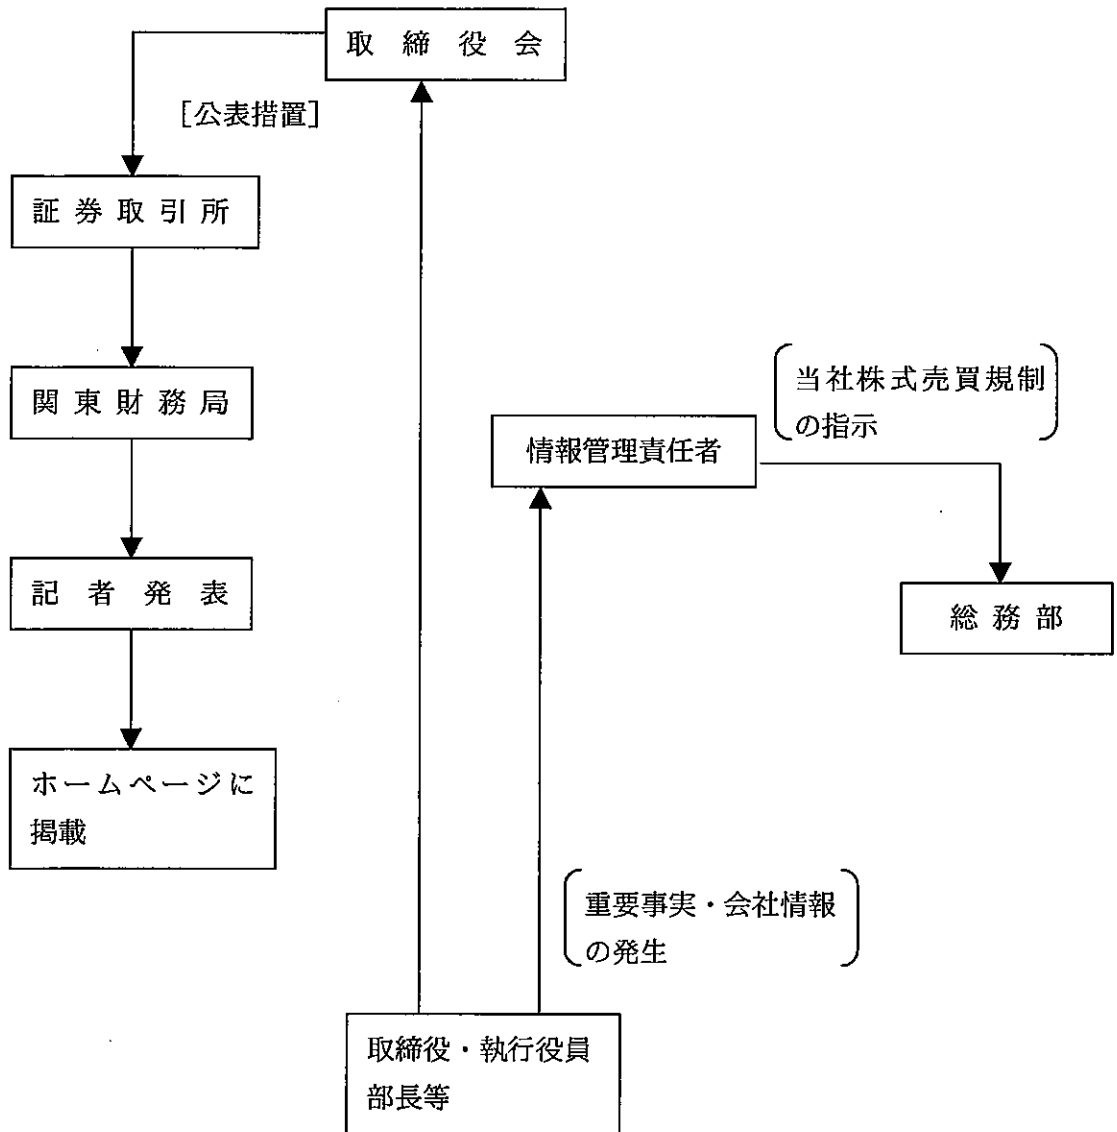 取締役会
[公表措置]
証券取引所
関東財務局
当社株式売買規制
の指示
情報管理責任者
記者発表
総務部
ホームページに
掲載
重要事実・会社情報
の発生
取締役・執行役員
部長等